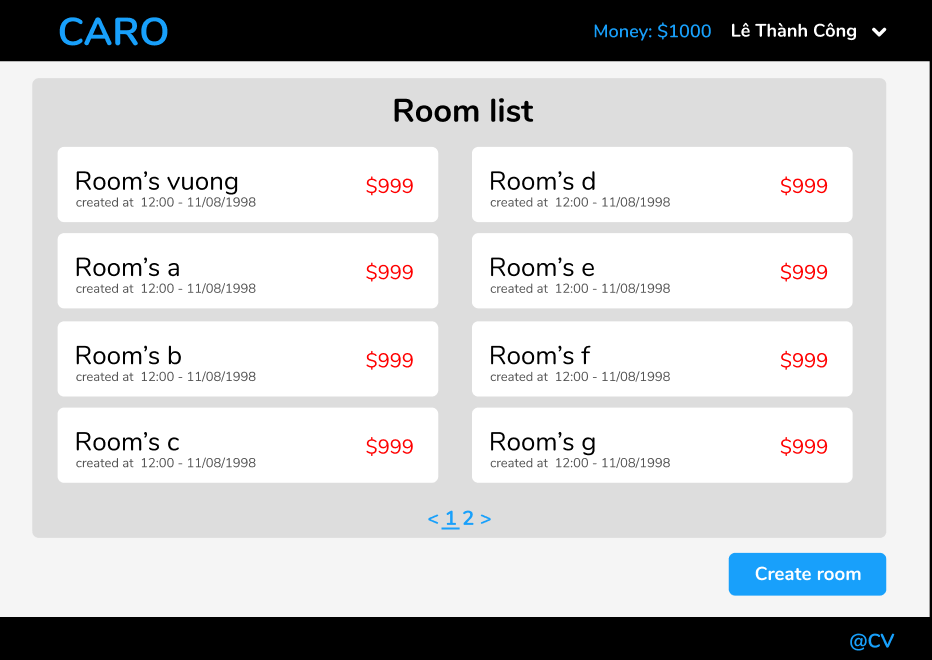 CARO
Money: $1000
Lê Thành Công
Room list
Room’s vuong
created at 12:00 - 11/08/1998
$999
Room’s d
created at 12:00 - 11/08/1998
$999
Room’s a
created at 12:00 - 11/08/1998
$999
Room’s e
created at 12:00 - 11/08/1998
$999
Room’s b
created at 12:00 - 11/08/1998
$999
Room’s f
created at 12:00 - 11/08/1998
$999
Room’s c
created at 12:00 - 11/08/1998
$999
Room’s g
created at 12:00 - 11/08/1998
$999
< 1 2 >
Create room
@CV